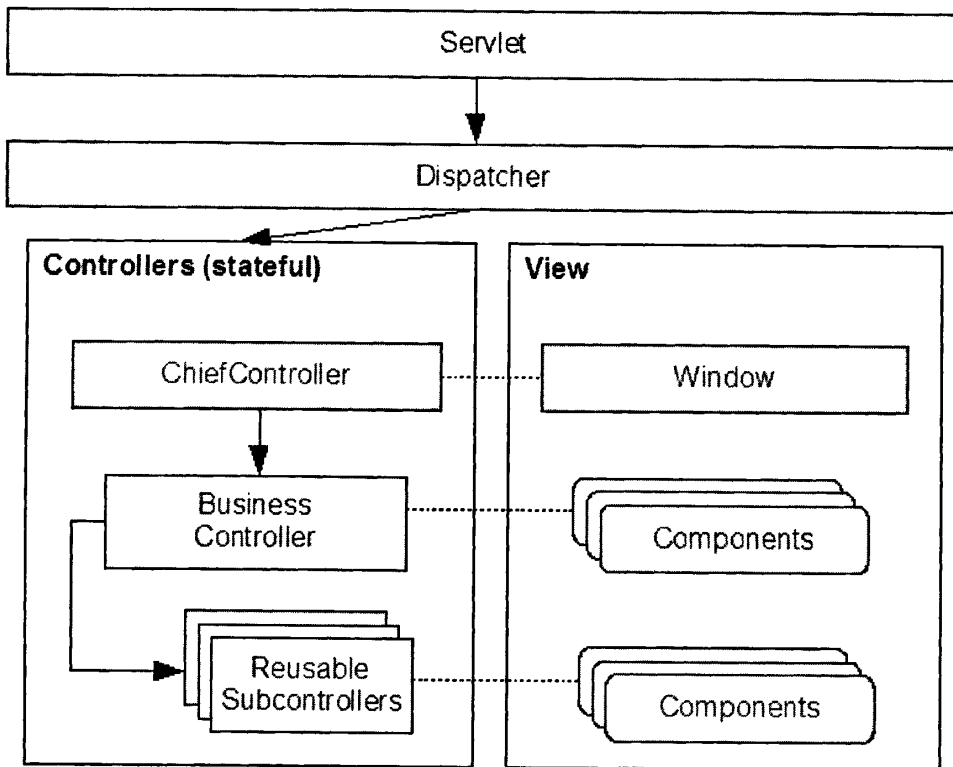 Servlet
Dispatcher
Controllers (stateful)
View
ChiefController
Window
Business
Controller
Components
Reusable
Subcontrollers
Components